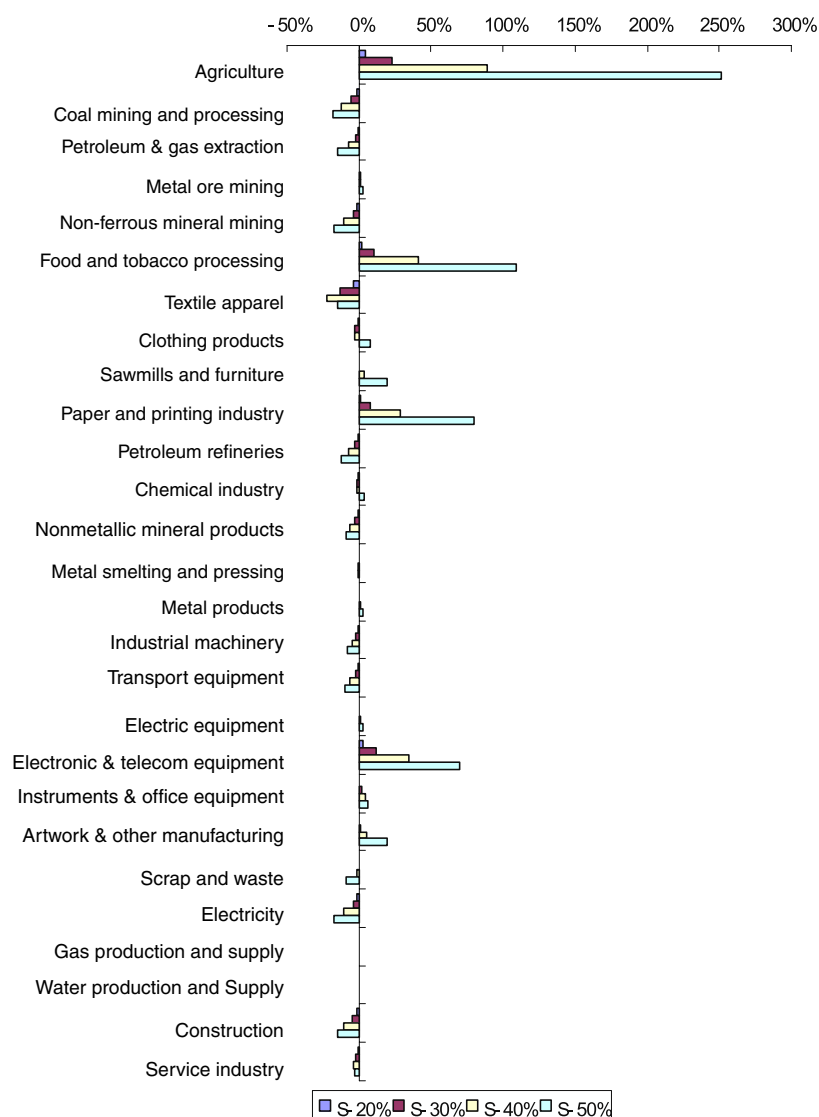 -50% 0% 50% 100% 150% 200% 250% 300%
Agriculture
Coal mining and processing
Petroleum & gas extraction
Metal ore mining
Non-ferrous mineral mining
Food and tobacco processing
Textile apparel
Clothing products
Sawmills and furniture
Paper and printing industry
Petroleum refineries
Chemical industry
Nonmetallic mineral products
Metal smelting and pressing
Metal products
Industrial machinery
Transport equipment
Electric equipment
Electronic & telecom equipment
Instruments & office equipment
Artwork & other manufacturing
Scrap and waste
Electricity
Gas production and supply
Water production and Supply
Construction
Service industry
S-20% S-30% S-40% S-50%